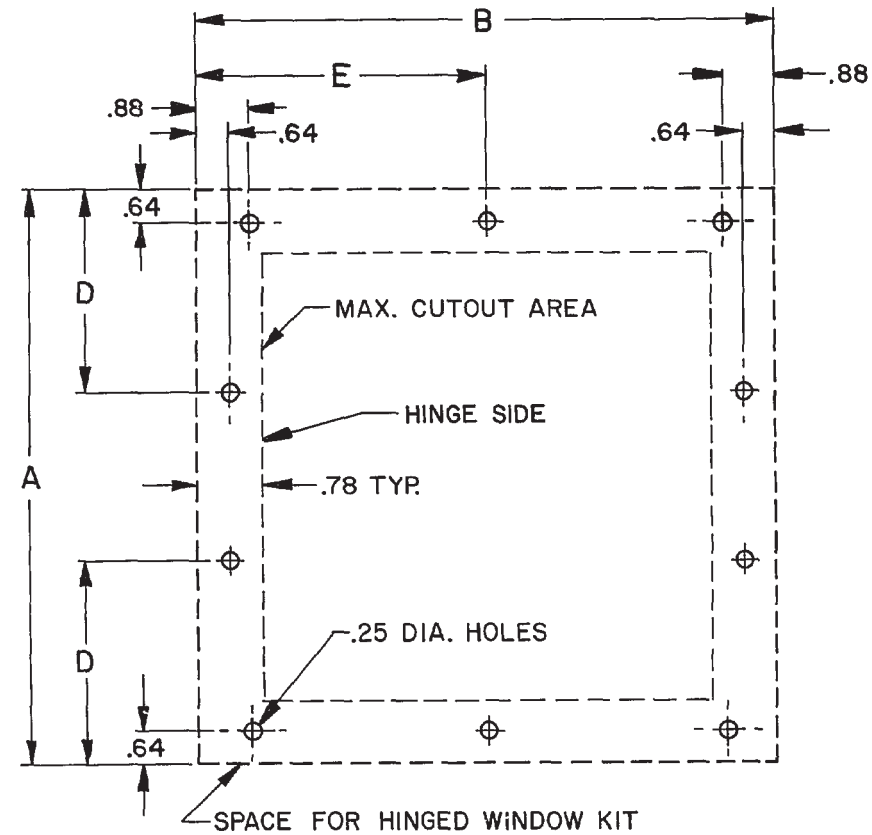 B
E
.88
.88
.64
.64
.64
D
MAX. CUTOUT AREA
HINGE SIDE
A
.78 TYP.
.25 DIA. HOLES
D
.64
SPACE FOR HINGED WiNDOW KIT